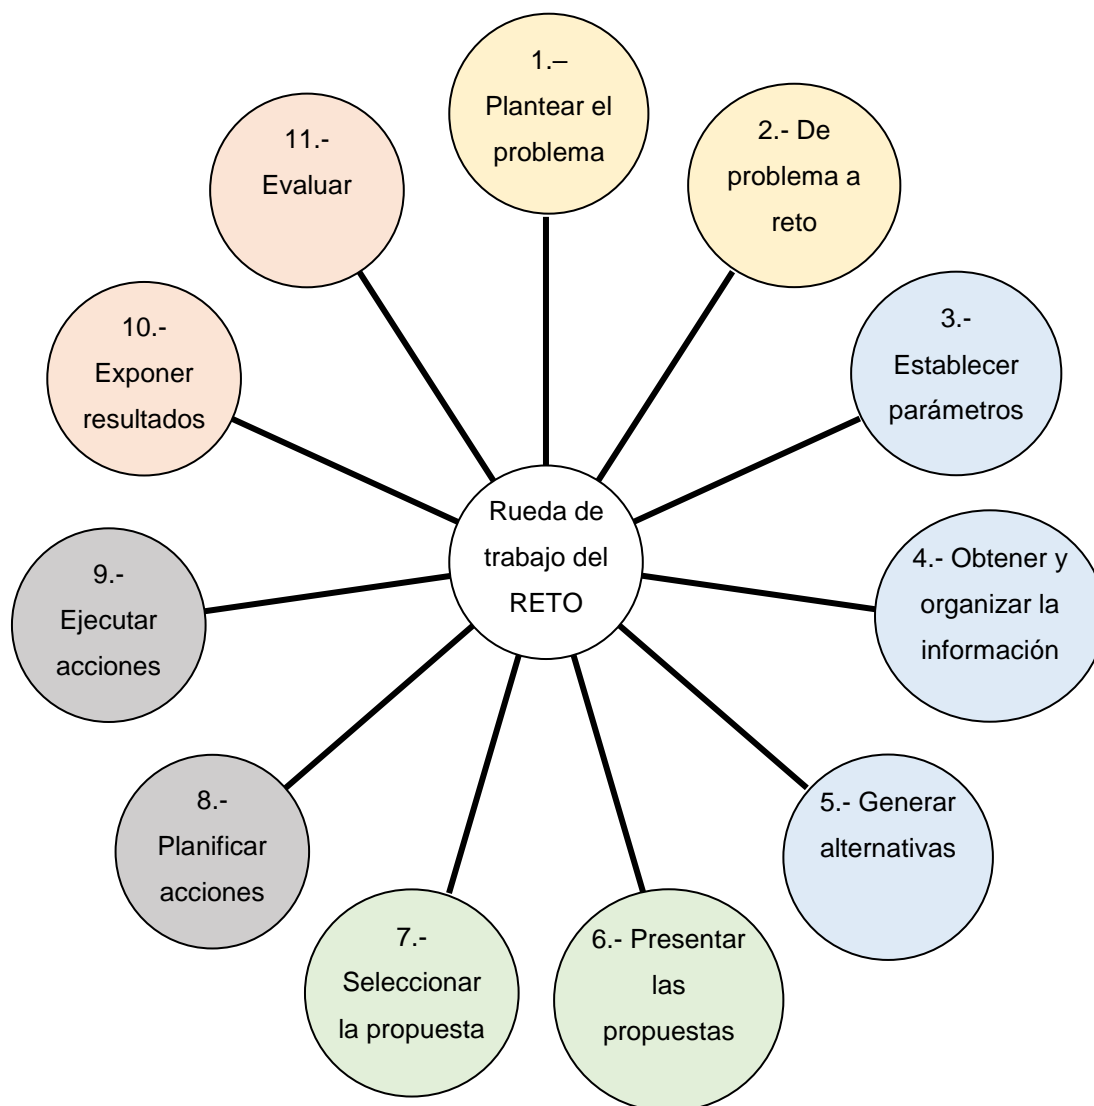 1.–
Plantear el
problema
2.- De
problema a
reto
3.-
Establecer
parámetros
4.- Obtener y
organizar la
información
5.- Generar
alternativas
6.- Presentar
las
propuestas
7.-
Seleccionar
la propuesta
8.-
Planificar
acciones
9.-
Ejecutar
acciones
10.-
Exponer
resultados
11.-
Evaluar
Rueda de
trabajo del
RETO